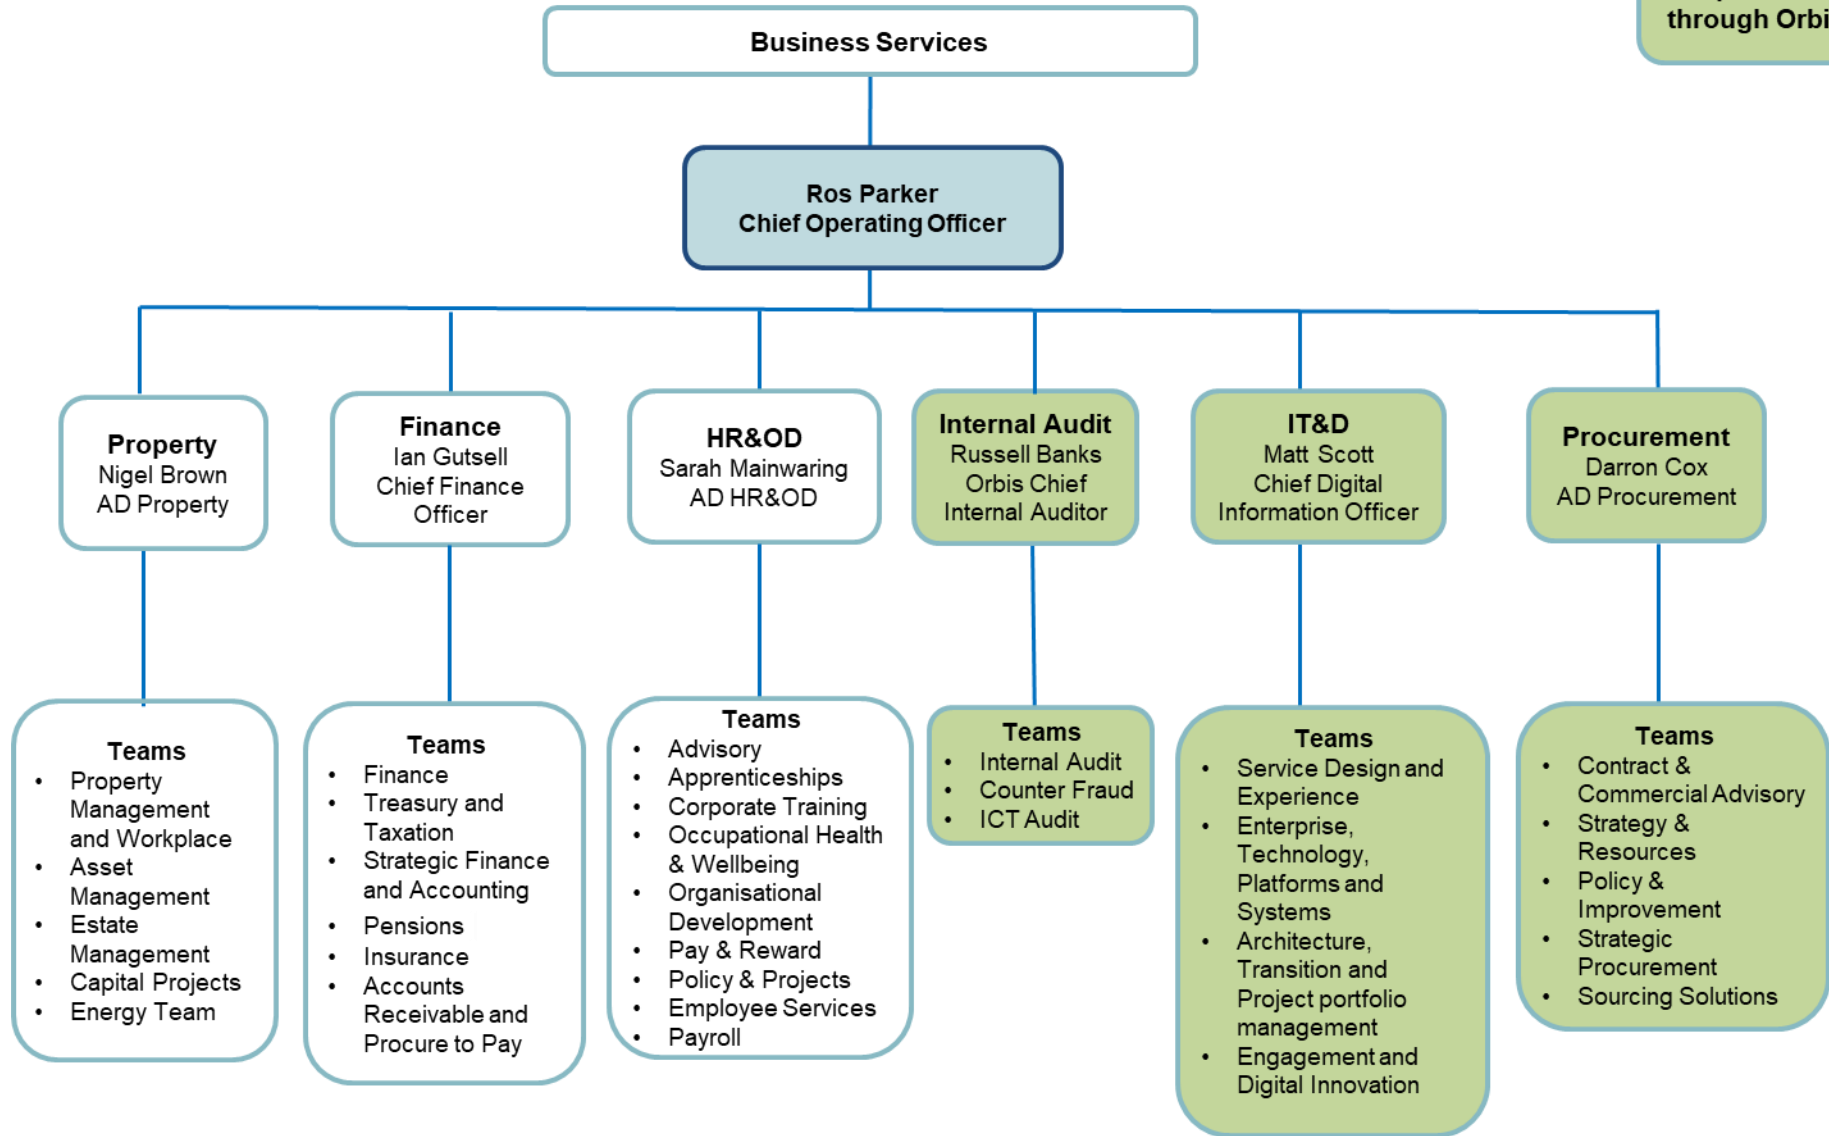 through Orbi
Business Services
Ros Parker
Chief Operating Officer
Property
Nigel Brown
AD Property
Finance
Ian Gutsell
Chief Finance
Officer
HR&OD
Sarah Mainwaring
AD HR&OD
Internal Audit
Russell Banks
Orbis Chief
Internal Auditor
IT&D
Matt Scott
Chief Digital
Information Officer
Procurement
Darron Cox
AD Procurement
Teams
• Property
Management
and Workplace
• Asset
Management
• Estate
Management
• Capital Projects
• Energy Team
Teams
• Finance
• Treasury and
Taxation
• Strategic Finance
and Accounting
• Pensions
• Insurance
• Accounts
Receivable and
Procure to Pay
Teams
• Advisory
• Apprenticeships
• Corporate Training
• Occupational Health
& Wellbeing
• Organisational
Development
• Pay & Reward
• Policy & Projects
• Employee Services
• Payroll
Teams
• Internal Audit
• Counter Fraud
• ICT Audit
Teams
• Service Design and
Experience
• Enterprise,
Technology,
Platforms and
Systems
• Architecture,
Transition and
Project portfolio
management
• Engagement and
Digital Innovation
Teams
• Contract &
Commercial Advisory
• Strategy &
Resources
• Policy &
Improvement
• Strategic
Procurement
• Sourcing Solutions